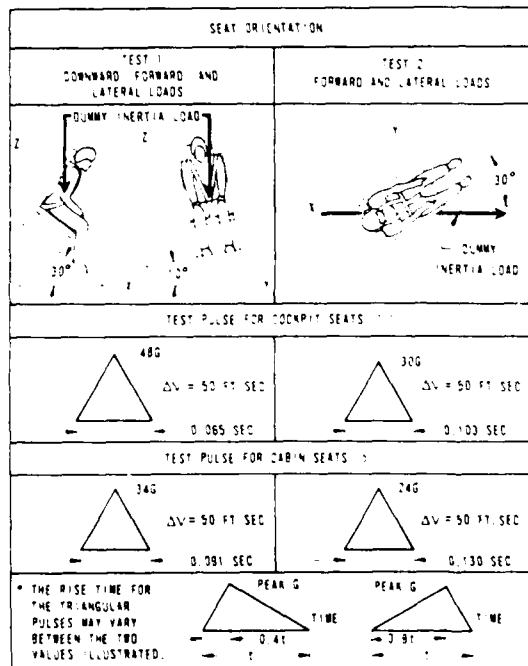 SEAT ORIENTATION
TEST 1
DOWNWARD, FORWARD AND
LATERAL LOADS
TEST 2
FORWARD AND LATERAL LOADS
DUMMY INERTIA LOAD
Z
Z
30°
10°
X
Y
Y
X
30°
DUMMY
INERTIA LOAD
TEST PULSE FOR COCKPIT SEATS
48G
ΔV = 50 FT SEC
0.065 SEC
30G
ΔV = 50 FT SEC
0.103 SEC
TEST PULSE FOR CABIN SEATS
34G
ΔV = 50 FT SEC
0.091 SEC
24G
ΔV = 50 FT. SEC
0.130 SEC
* THE RISE TIME FOR
THE TRIANGULAR
PULSES MAY VARY
BETWEEN THE TWO
VALUES ILLUSTRATED.
PEAK G
TIME
0.4t
t
PEAK G
TIME
t